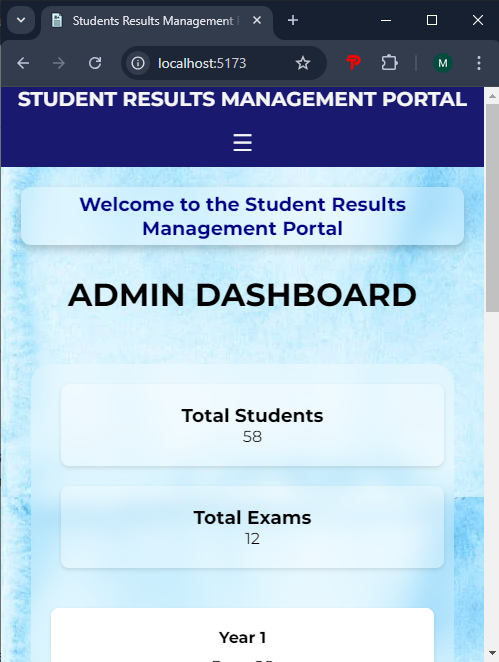 Students Results Management
localhost:5173
M
STUDENT RESULTS MANAGEMENT PORTAL
Welcome to the Student Results
Management Portal
ADMIN DASHBOARD
Total Students
58
Total Exams
12
Year 1